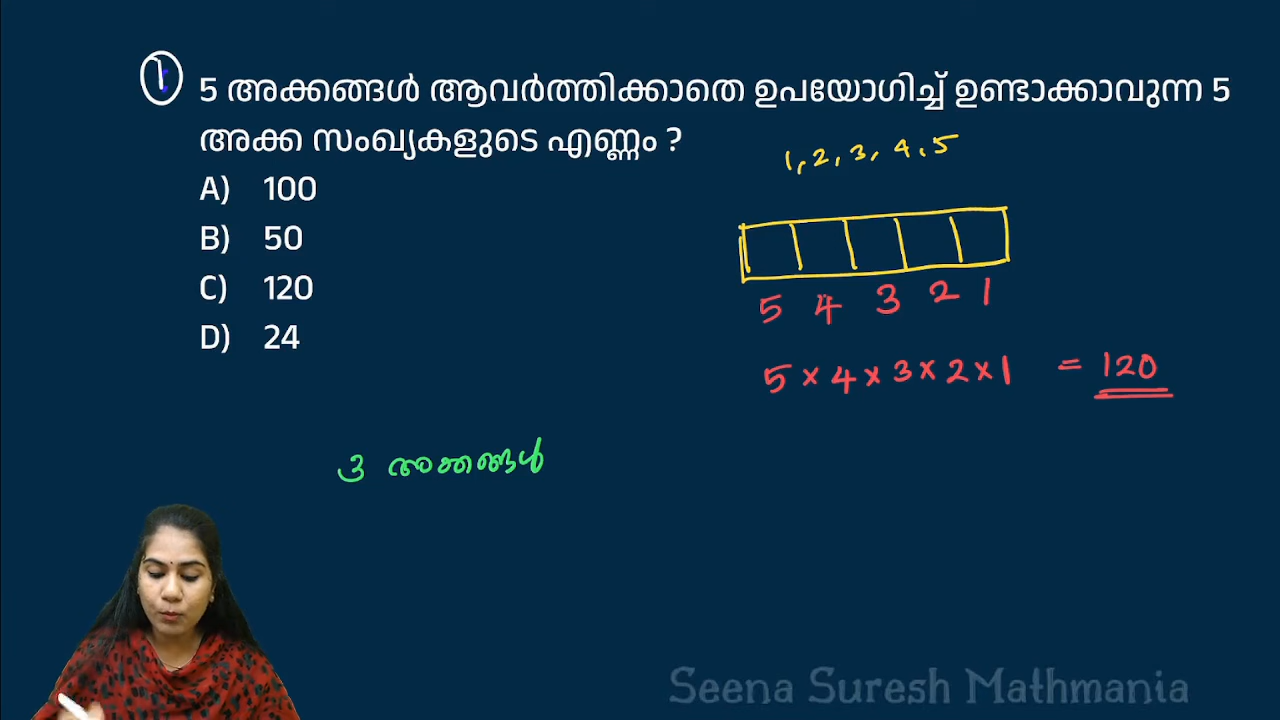 1 5 അക്കങ്ങൾ ആവർത്തിക്കാതെ ഉപയോഗിച്ച് ഉണ്ടാക്കാവുന്ന 5
അക്ക സംഖ്യകളുടെ എണ്ണം ?
1, 2, 3, 4, 5
A) 100
B) 50
C) 120
D) 24
5 4 3 2 1
5 × 4 × 3 × 2 × 1 = 120
3 അക്കങ്ങൾ
Seena Suresh Mathmania